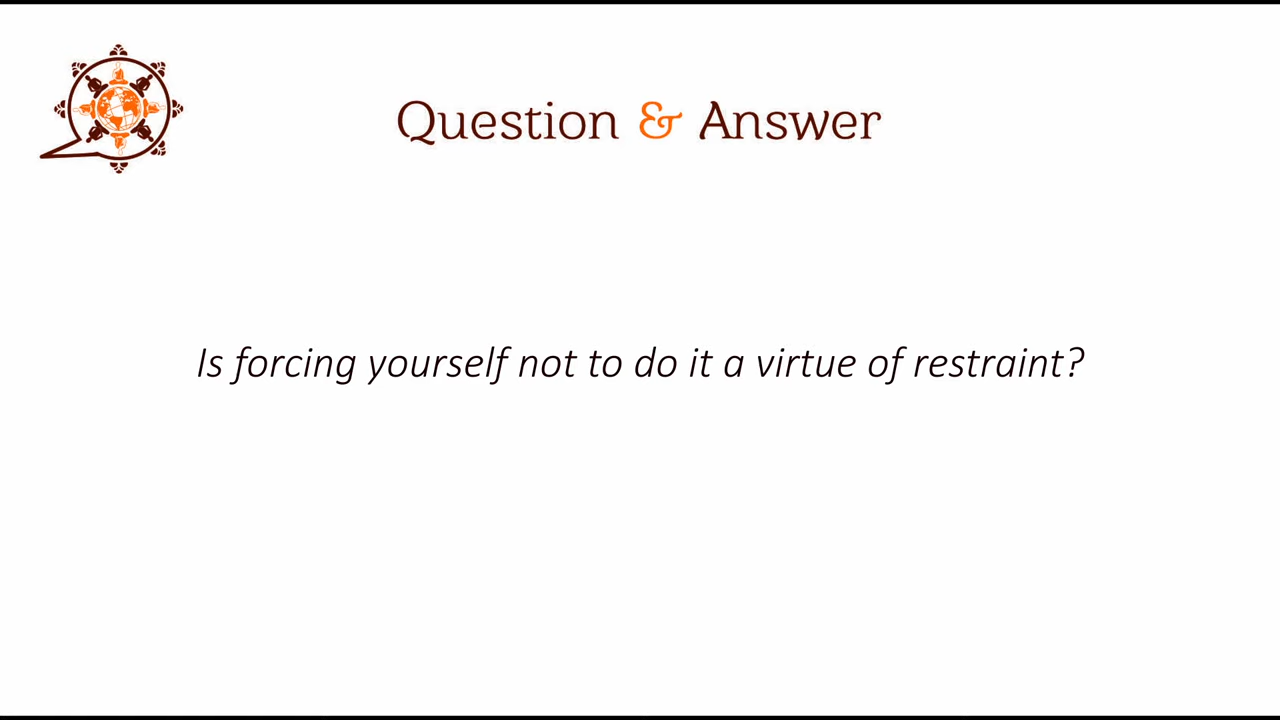 Question & Answer
Is forcing yourself not to do it a virtue of restraint?